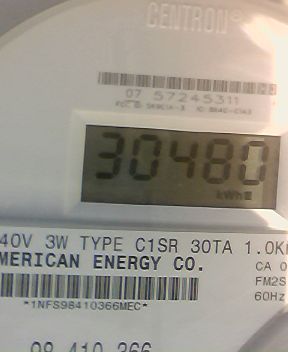 CENTRON®
07 57245311
30480
kWh
40V 3W TYPE C1SR 30TA 1.0K
MERICAN ENERGY CO.
CA 0
FM2S
60Hz
*1NFS98410366MEC*
98 410 366